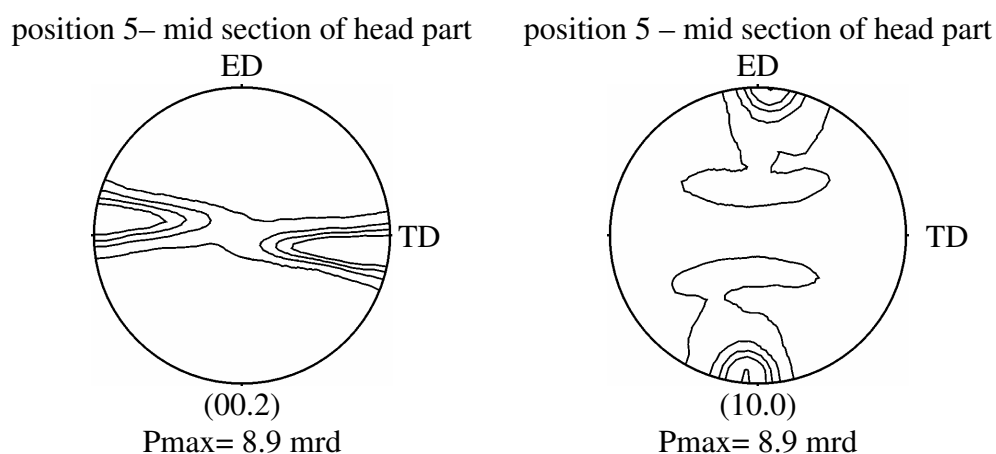 position 5– mid section of head part
ED
TD
(00.2)
Pmax= 8.9 mrd
position 5 – mid section of head part
ED
TD
(10.0)
Pmax= 8.9 mrd